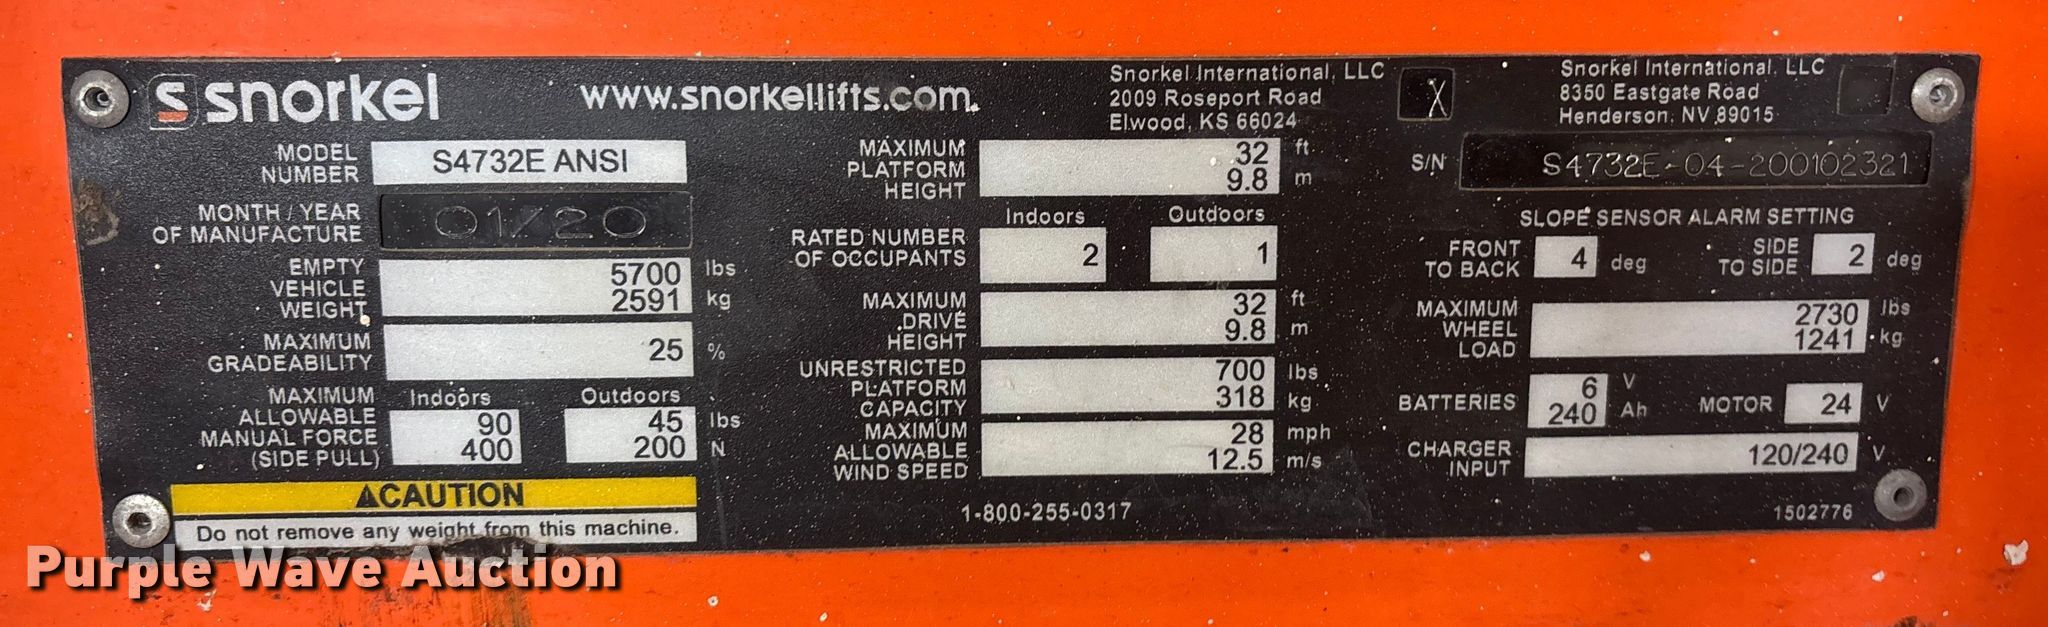 snorkel
www.snorkellifts.com
Snorkel International, LLC
2009 Roseport Road
Elwood, KS 66024
X
Snorkel International, LLC
8350 Eastgate Road
Henderson, NV 89015
MODEL
NUMBER
S4732E ANSI
MONTH / YEAR
OF MANUFACTURE
01/20
EMPTY
VEHICLE
WEIGHT
5700 lbs
2591 kg
MAXIMUM
GRADEABILITY
25 %
MAXIMUM
ALLOWABLE
MANUAL FORCE
(SIDE PULL)
Indoors
90
400
Outdoors
45 lbs
200 N
⚠CAUTION
Do not remove any weight from this machine.
MAXIMUM
PLATFORM
HEIGHT
32 ft
9.8 m
RATED NUMBER
OF OCCUPANTS
Indoors
2
Outdoors
1
MAXIMUM
DRIVE
HEIGHT
32 ft
9.8 m
UNRESTRICTED
PLATFORM
CAPACITY
700 lbs
318 kg
MAXIMUM
ALLOWABLE
WIND SPEED
28 mph
12.5 m/s
1-800-255-0317
S/N S4732E-04-200102321
SLOPE SENSOR ALARM SETTING
FRONT
TO BACK
4 deg
SIDE
TO SIDE
2 deg
MAXIMUM
WHEEL
LOAD
2730 lbs
1241 kg
BATTERIES
6 V
240 Ah
MOTOR 24 V
CHARGER
INPUT
120/240 V
1502776
Purple Wave Auction